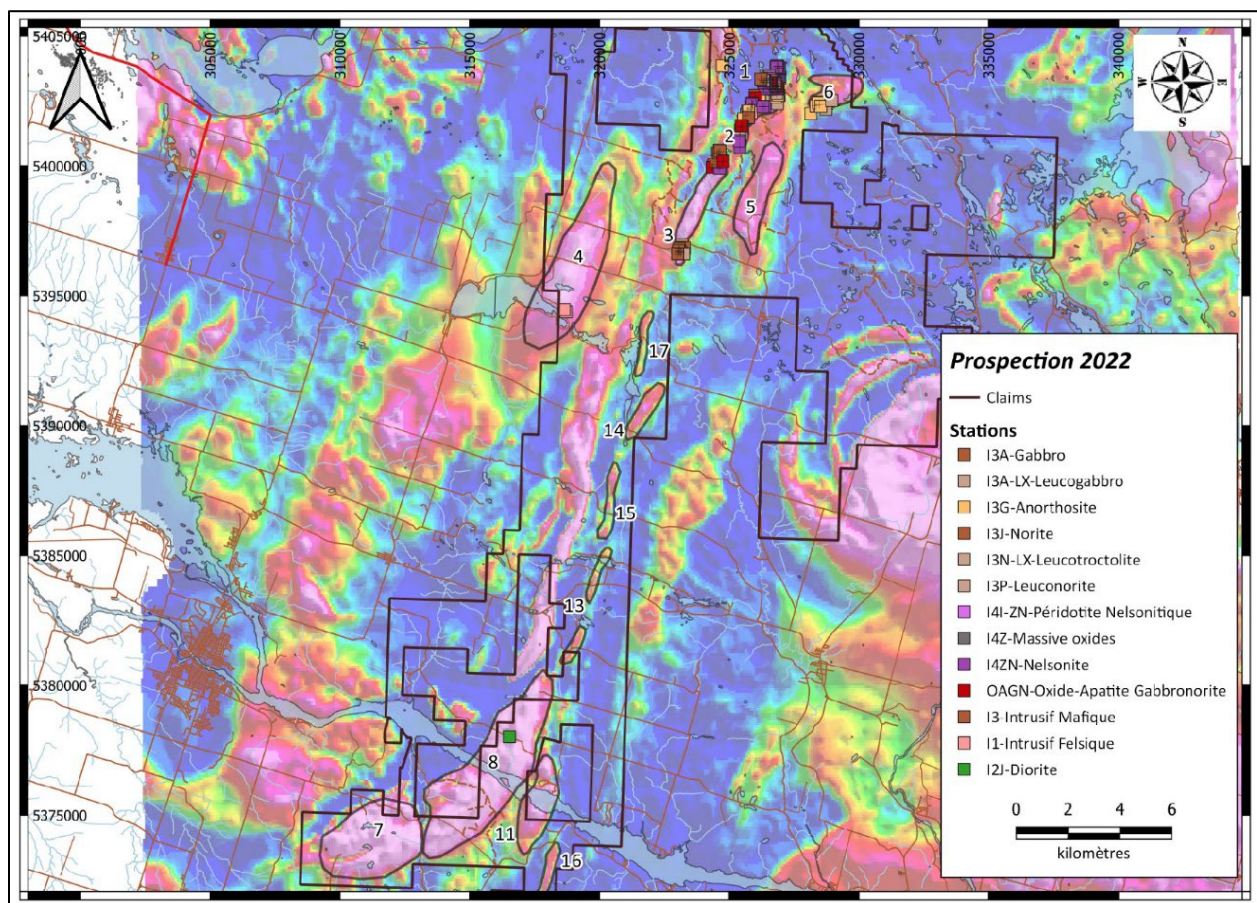 305000
310000
315000
320000
325000
330000
335000
340000
5405000
5400000
5395000
5390000
5385000
5380000
5375000
N
W
E
S
1
6
2
5
3
4
17
14
15
13
8
7
11
16
Prospection 2022
Claims
Stations
I3A-Gabbro
I3A-LX-Leucogabbro
I3G-Anorthosite
I3J-Norite
I3N-LX-Leucotroctolite
I3P-Leuconorite
I4I-ZN-Péridotite Nelsonitique
I4Z-Massive oxides
I4ZN-Nelsonite
OAGN-Oxide-Apatite Gabbronorite
I3-Intrusif Mafique
I1-Intrusif Felsique
I2J-Diorite
0 2 4 6
kilomètres